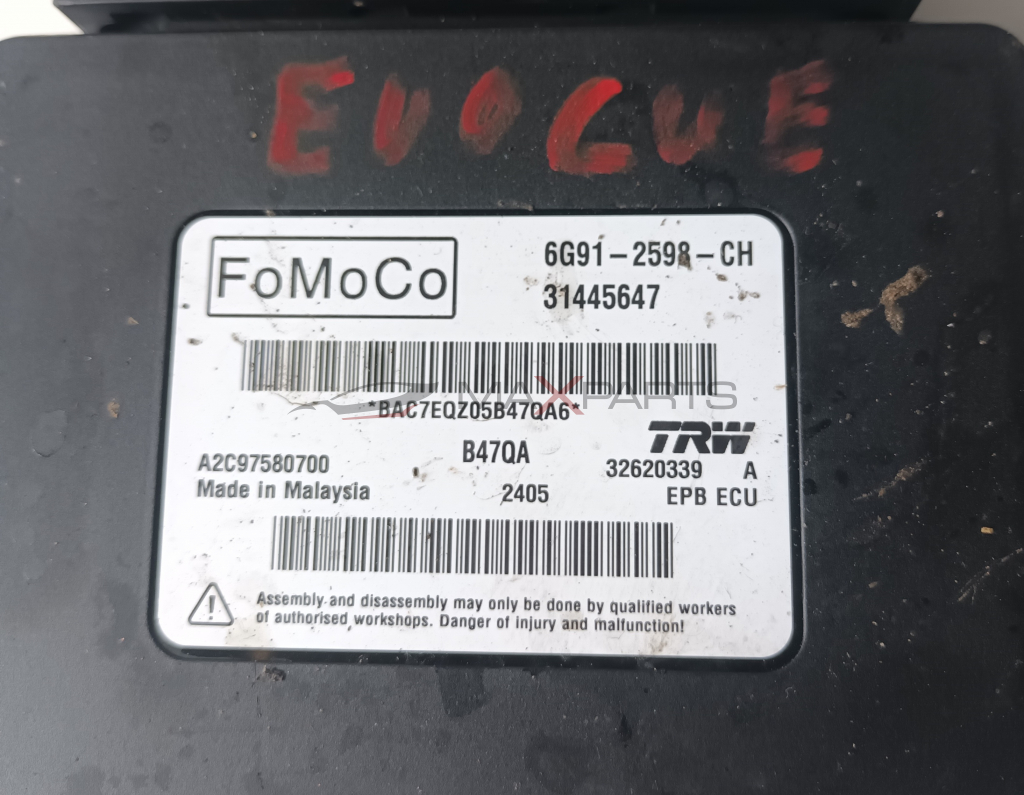 EVOGUE
FoMoCo
6G91-2598-CH
31445647
MAXPARTS
*BAC7EQZ05B47QA6*
B47QA
TRW
A2C97580700
32620339 A
Made in Malaysia
2405
EPB ECU
Assembly and disassembly may only be done by qualified workers
of authorised workshops. Danger of injury and malfunction!